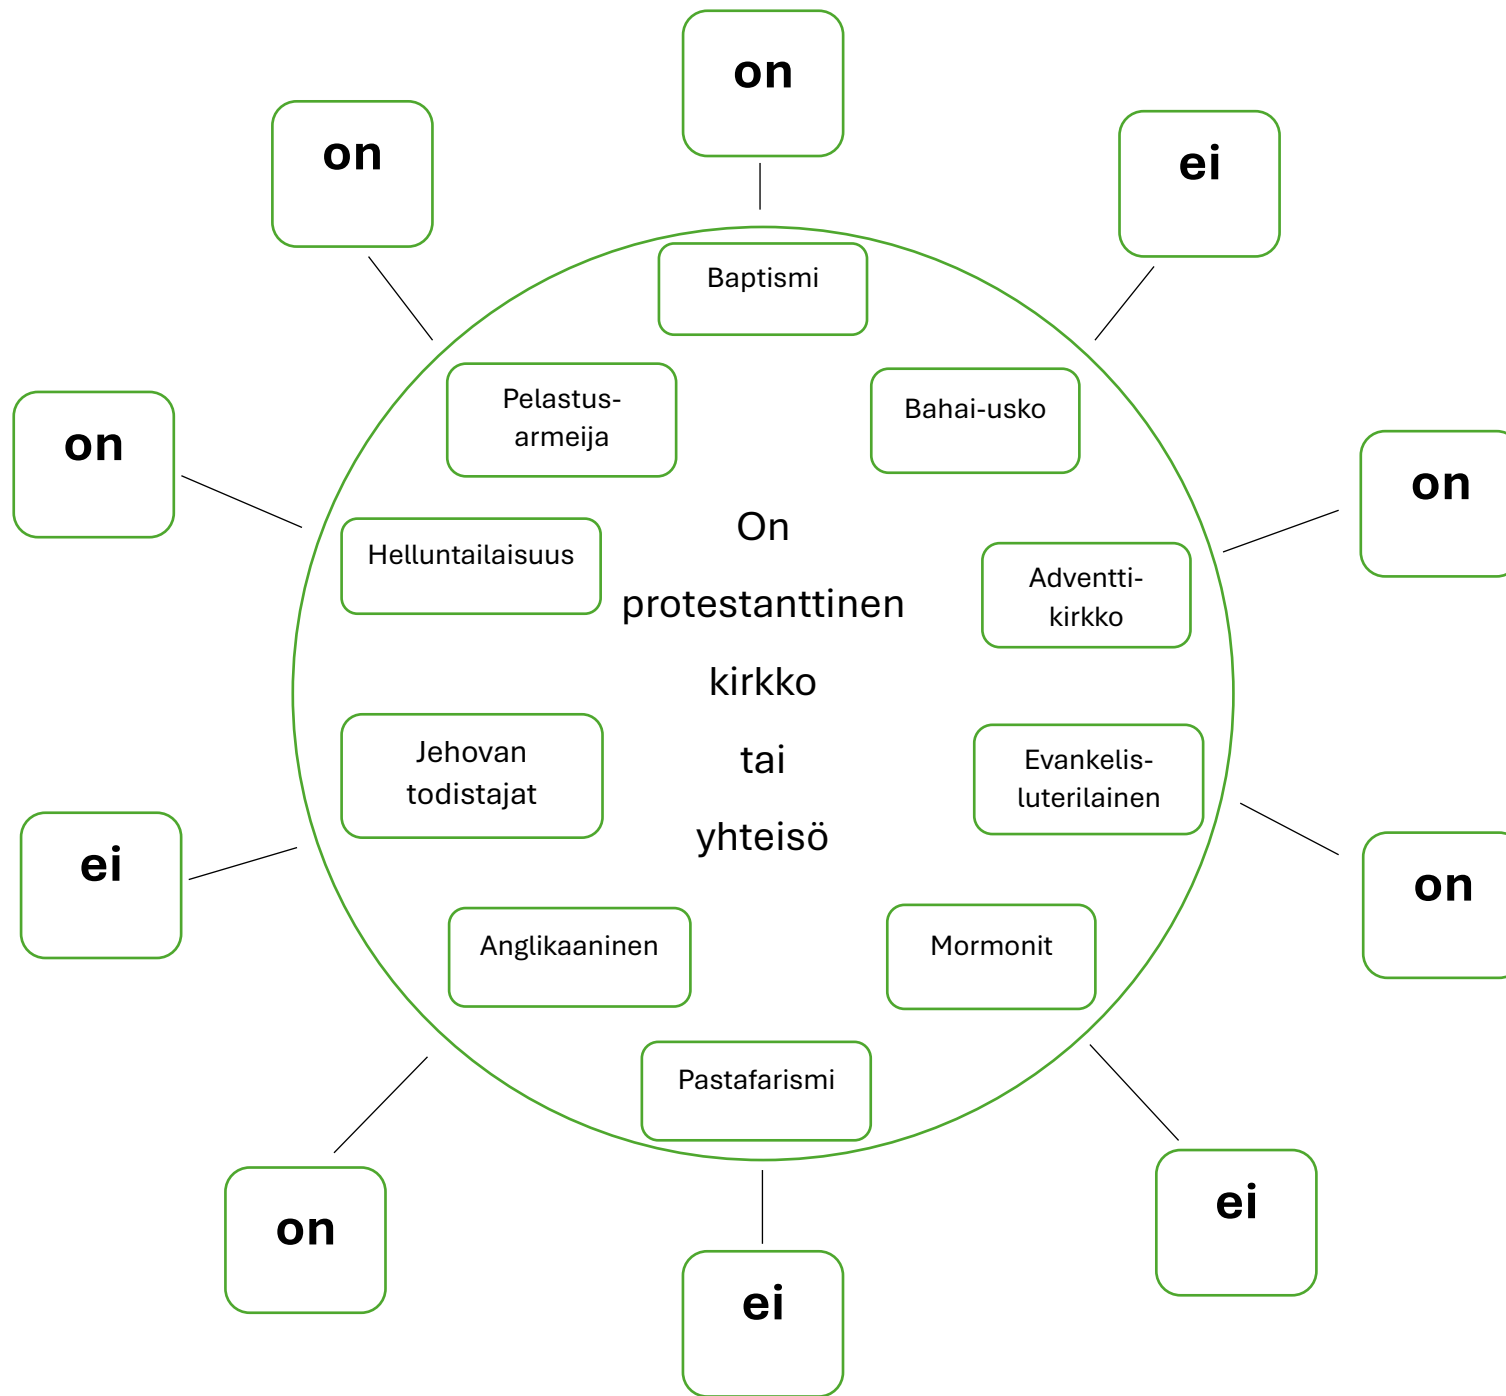 on
on
ei
Baptismi
Pelastus-
armeija
Bahai-usko
on
on
On
protestanttinen
kirkko
tai
yhteisö
Helluntailaisuus
Adventti-
kirkko
Jehovan
todistajat
Evankelis-
luterilainen
ei
on
Anglikaaninen
Mormonit
Pastafarismi
on
ei
ei